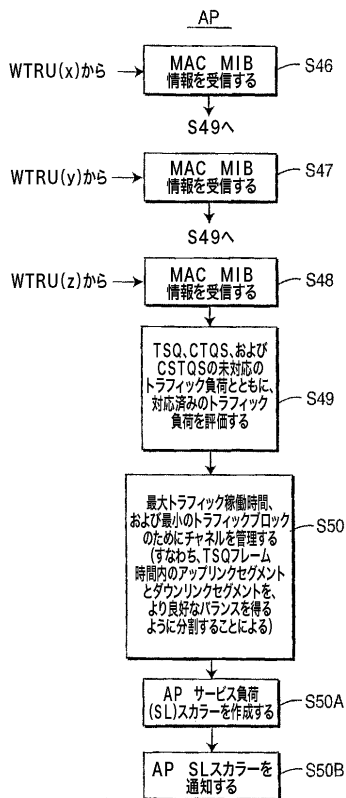 AP
WTRU(x)から
MAC MIB
情報を受信する
S46
S49へ
WTRU(y)から
MAC MIB
情報を受信する
S47
S49へ
WTRU(z)から
MAC MIB
情報を受信する
S48
TSQ、CTQS、および
CSTQSの未対応の
トラフィック負荷とともに、
対応済みのトラフィック
負荷を評価する
S49
最大トラフィック稼働時間、
および最小のトラフィックブロック
のためにチャネルを管理する
(すなわち、TSQフレーム
時間内のアップリンクセグメント
とダウンリンクセグメントを、
より良好なバランスを得る
ように分割することによる)
S50
AP サービス負荷
(SL)スカラーを作成する
S50A
AP SLスカラーを
通知する
S50B